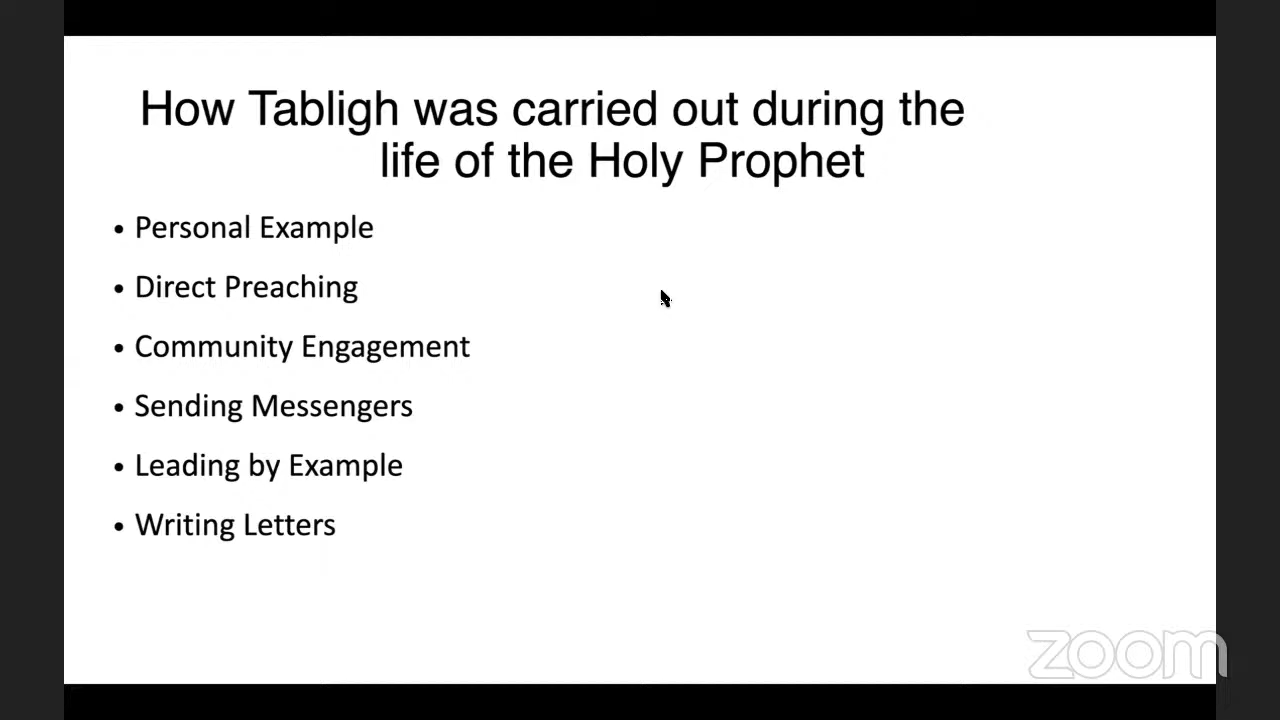 How Tabligh was carried out during the
life of the Holy Prophet
• Personal Example
• Direct Preaching
• Community Engagement
• Sending Messengers
• Leading by Example
• Writing Letters
zoom